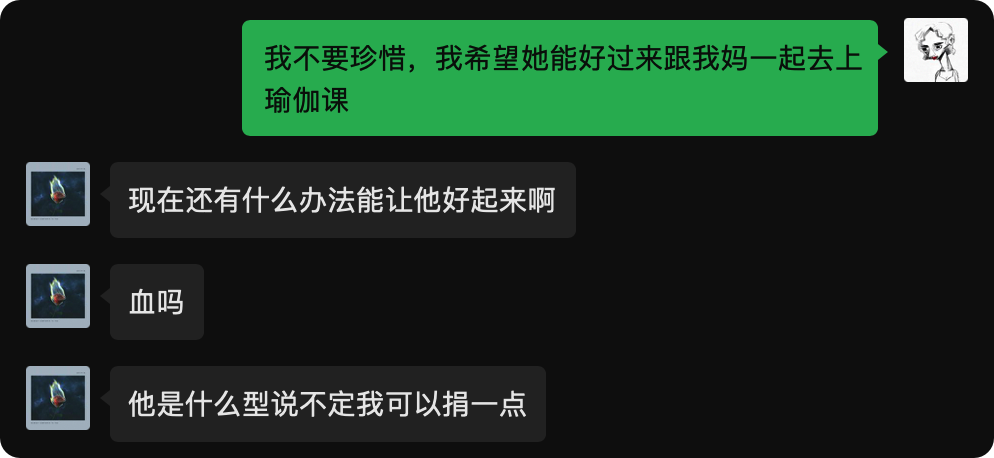 我不要珍惜，我希望她能好过来跟我妈一起去上
瑜伽课
现在还有什么办法能让他好起来啊
血吗
他是什么型说不定我可以捐一点